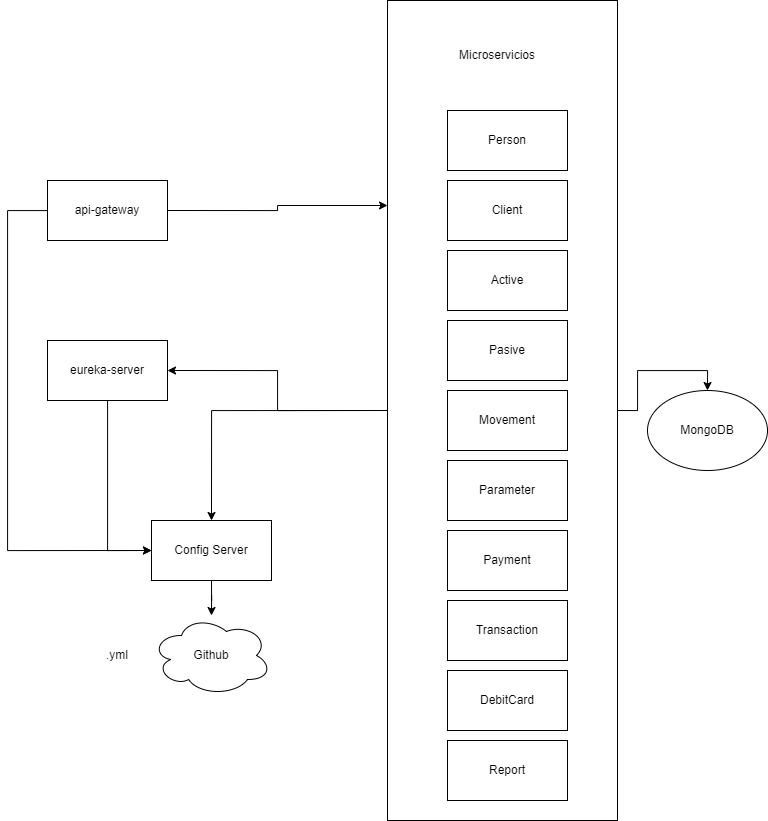 Microservicios
Person
api-gateway
Client
Active
Pasive
eureka-server
Movement
MongoDB
Parameter
Config Server
Payment
Transaction
.yml
Github
DebitCard
Report